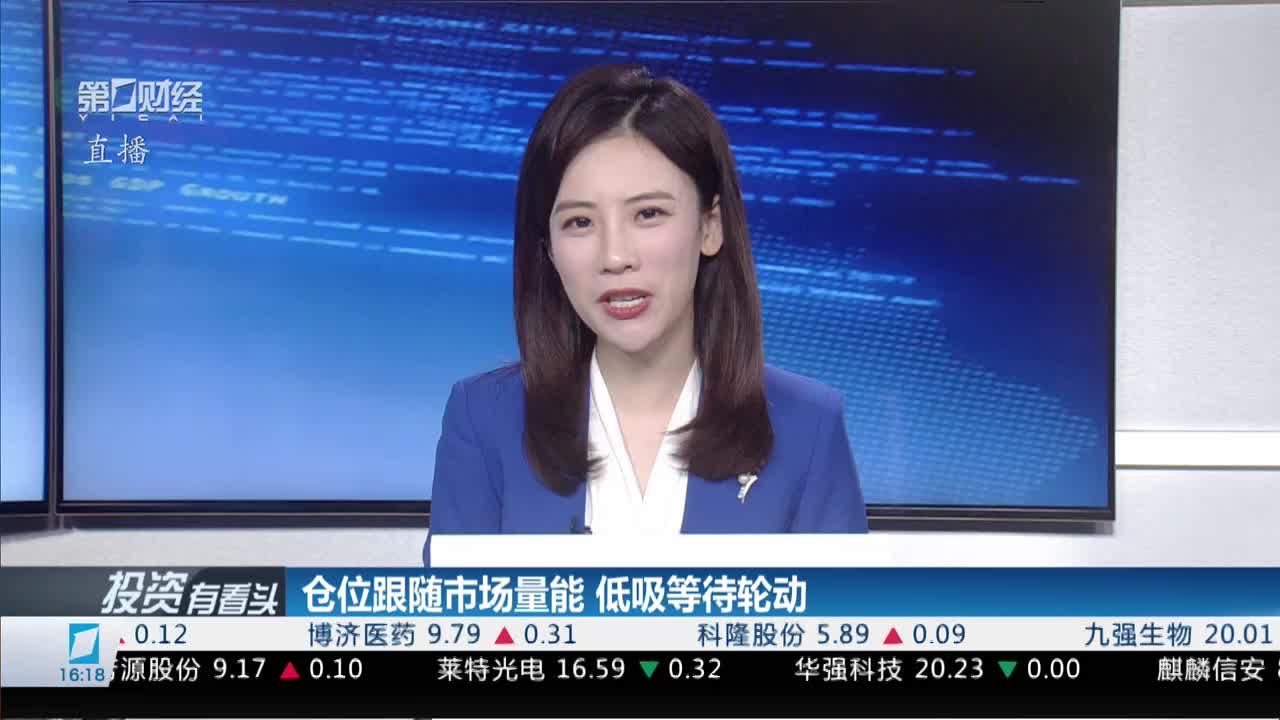 第一财经
YICAI
直播
GDP GROWTH
投资有看头
仓位跟随市场量能 低吸等待轮动
▲ 0.12 博济医药 9.79 ▲ 0.31 科隆股份 5.89 ▲ 0.09 九强生物 20.01
16:18
源股份 9.17 ▲ 0.10 莱特光电 16.59 ▼ 0.32 华强科技 20.23 ▼ 0.00 麒麟信安